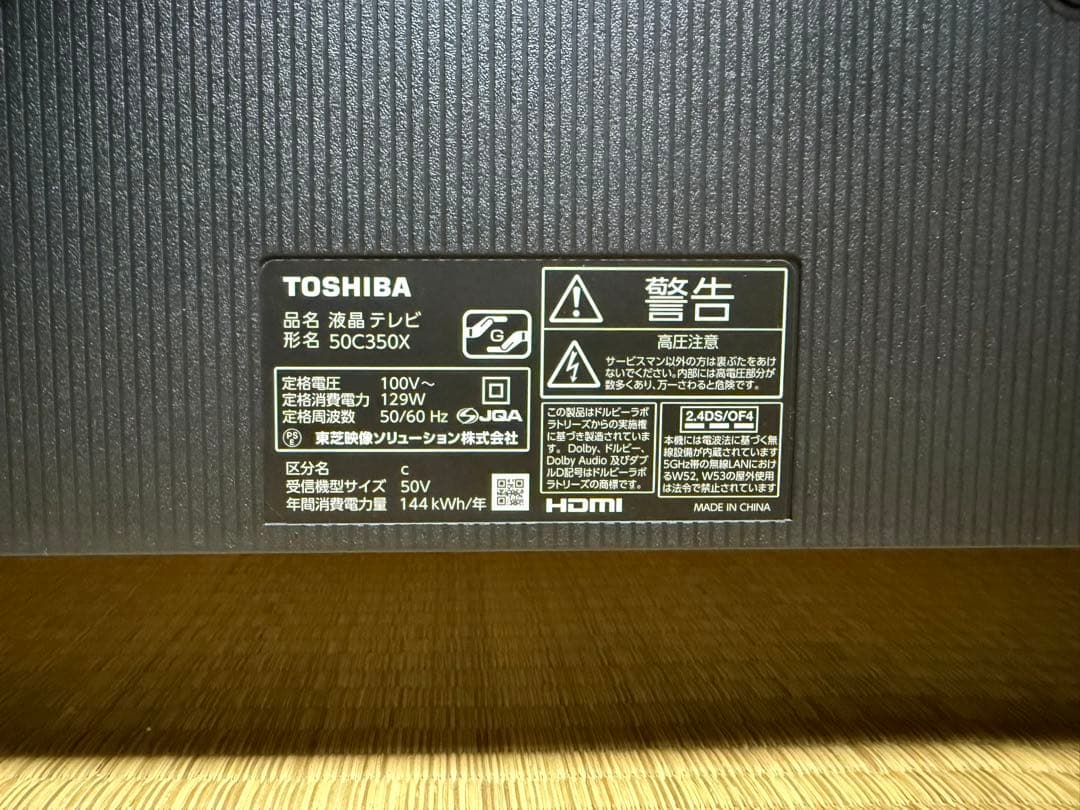 TOSHIBA
品名 液晶テレビ
形名 50C350X
G
定格電圧 100V～
定格消費電力 129W
定格周波数 50/60 Hz
JQA
PS
E
東芝映像ソリューション株式会社
区分名 c
受信機型サイズ 50V
年間消費電力量 144 kWh/年
警告
高圧注意
サービスマン以外の方は裏ぶたをあけ
ないでください。内部には高電圧部分が
数多くあり、万一さわると危険です。
この製品はドルビーラボ
ラトリーズからの実施権
に基づき製造されていま
す。Dolby、ドルビー、
Dolby Audio 及びダブ
ルD記号はドルビーラボ
ラトリーズの商標です。
2.4DS/OF4
本機には電波法に基づく無
線設備が内蔵されています
5GHz帯の無線LANにおけ
るW52, W53の屋外使用
は法令で禁止されています
HDMI
MADE IN CHINA